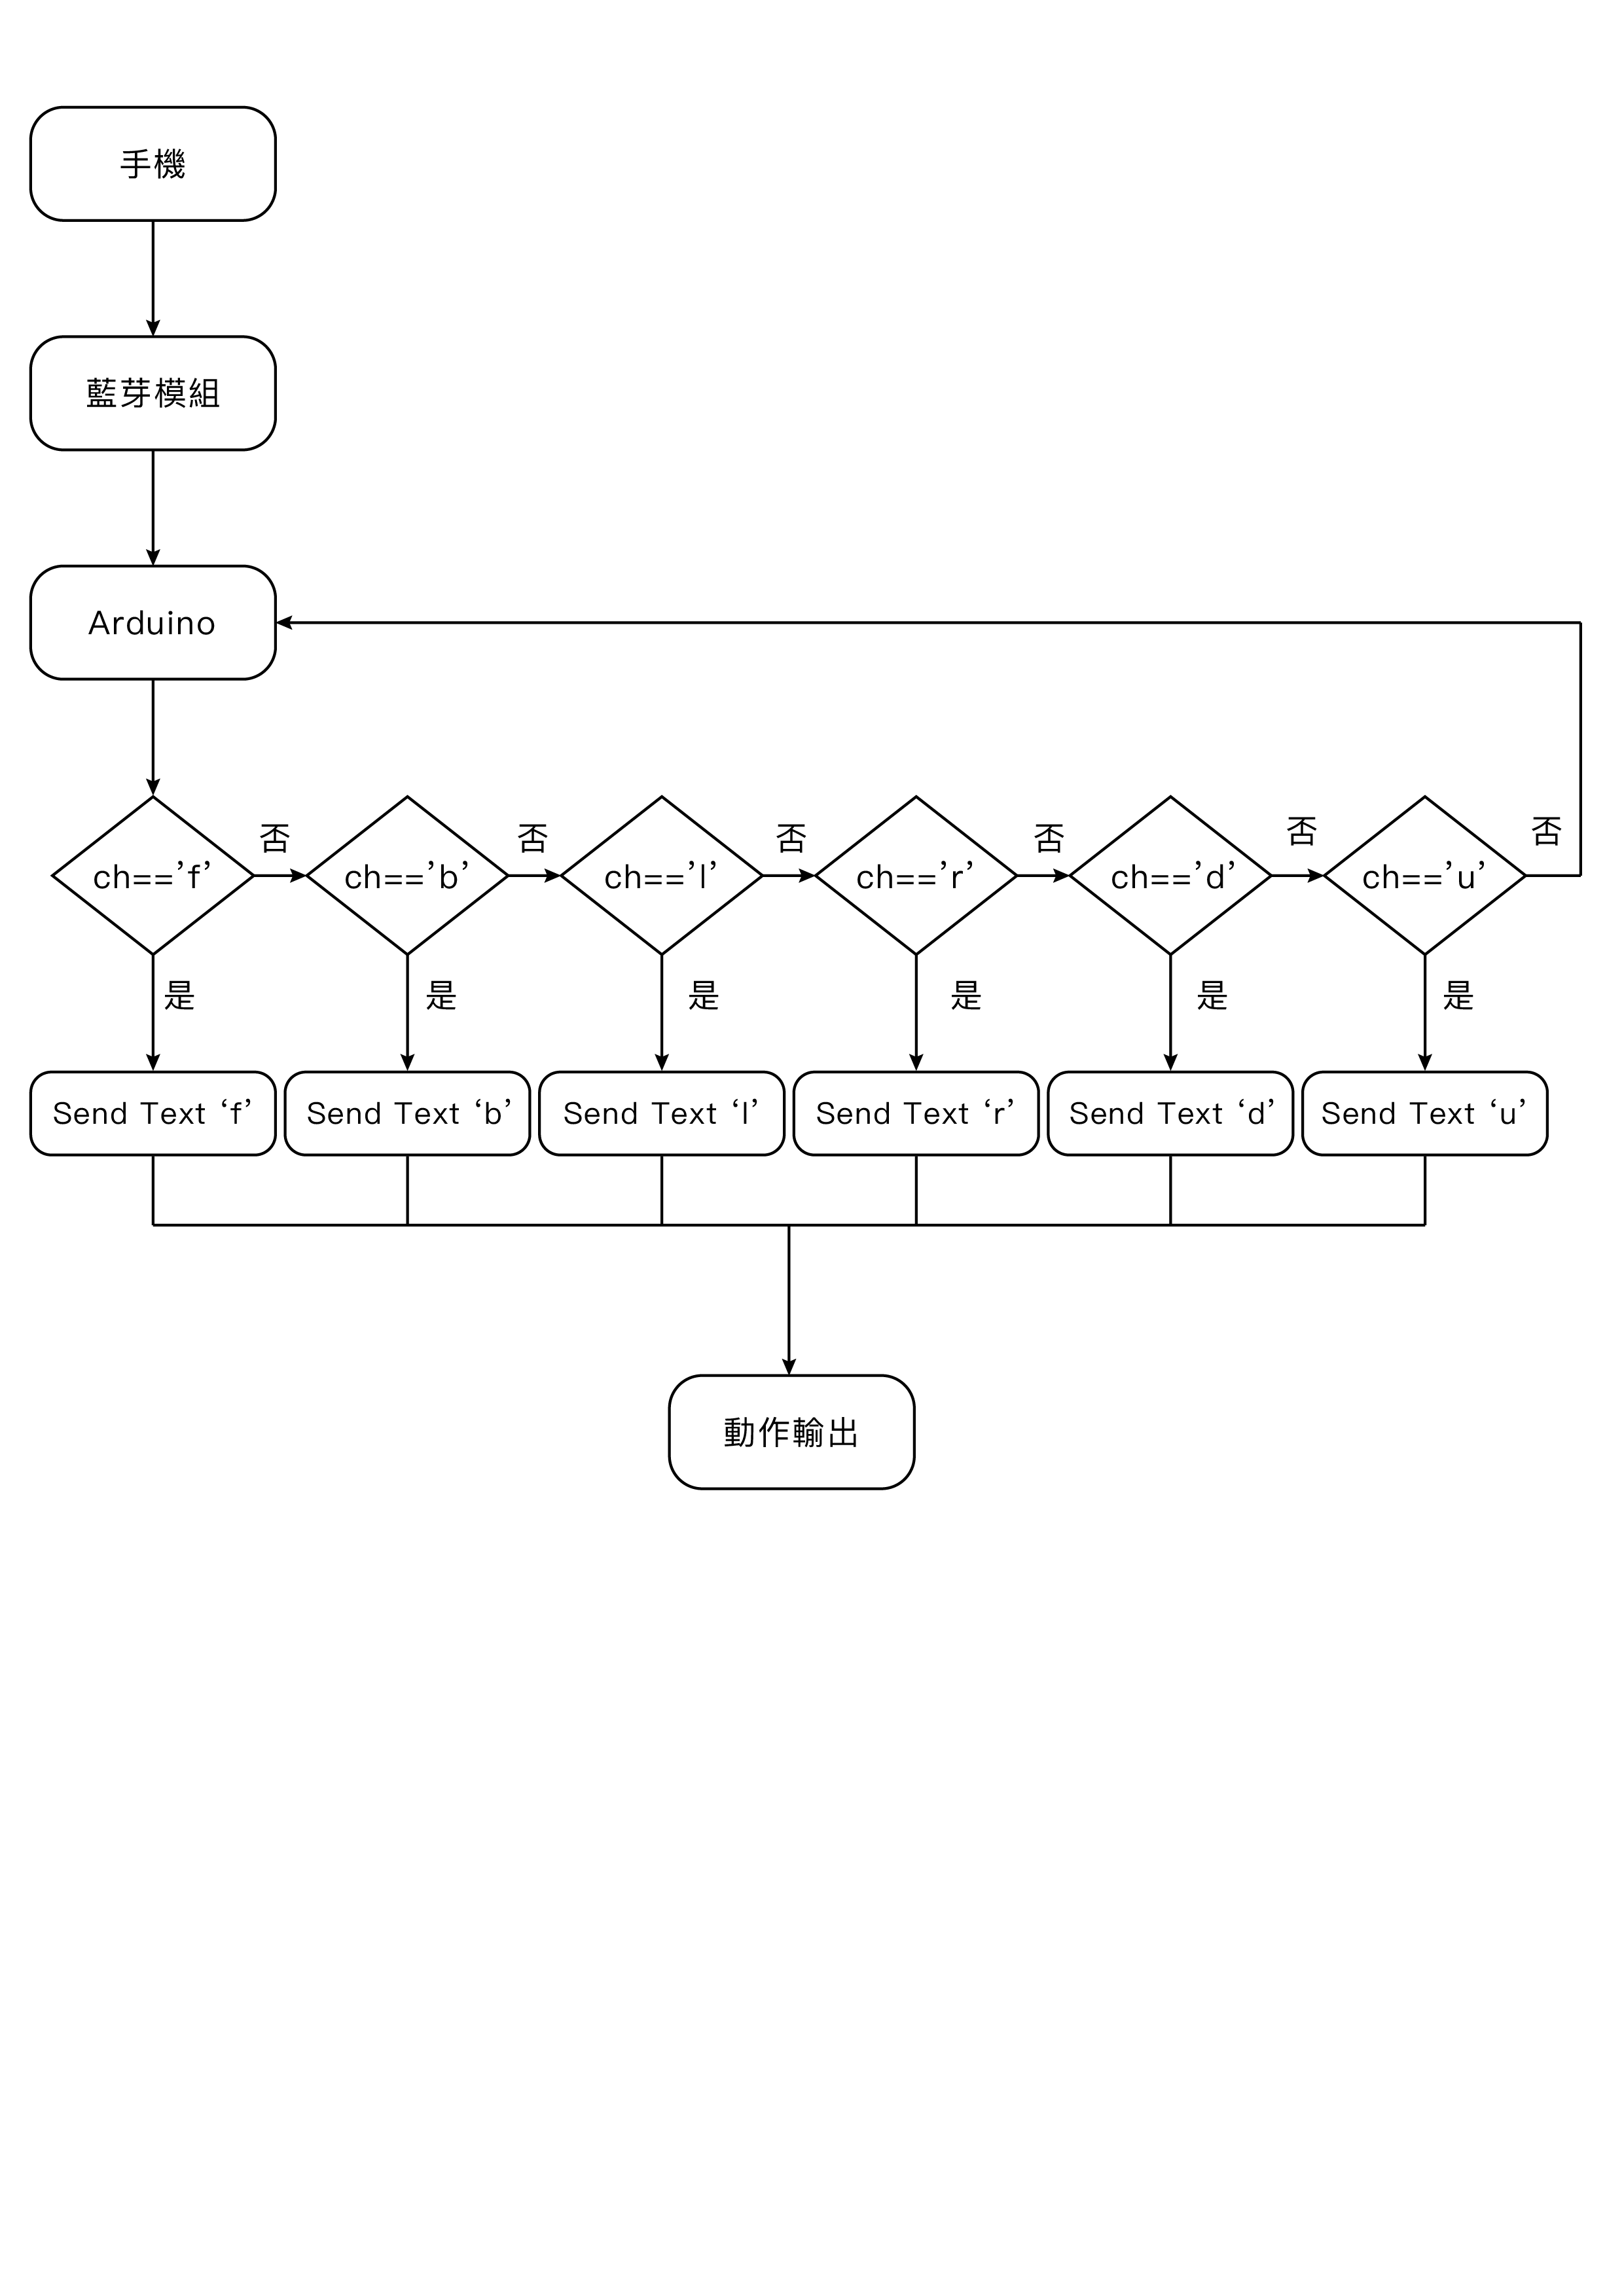 手機
藍芽模組
Arduino
否
否
否
否
否
否
ch==’f’
ch==’b’
ch==’l’
ch==’r’
ch==’d’
ch==’u’
是
是
是
是
是
是
Send Text ‘f’
Send Text ‘b’
Send Text ‘l’
Send Text ‘r’
Send Text ‘d’
Send Text ‘u’
動作輸出